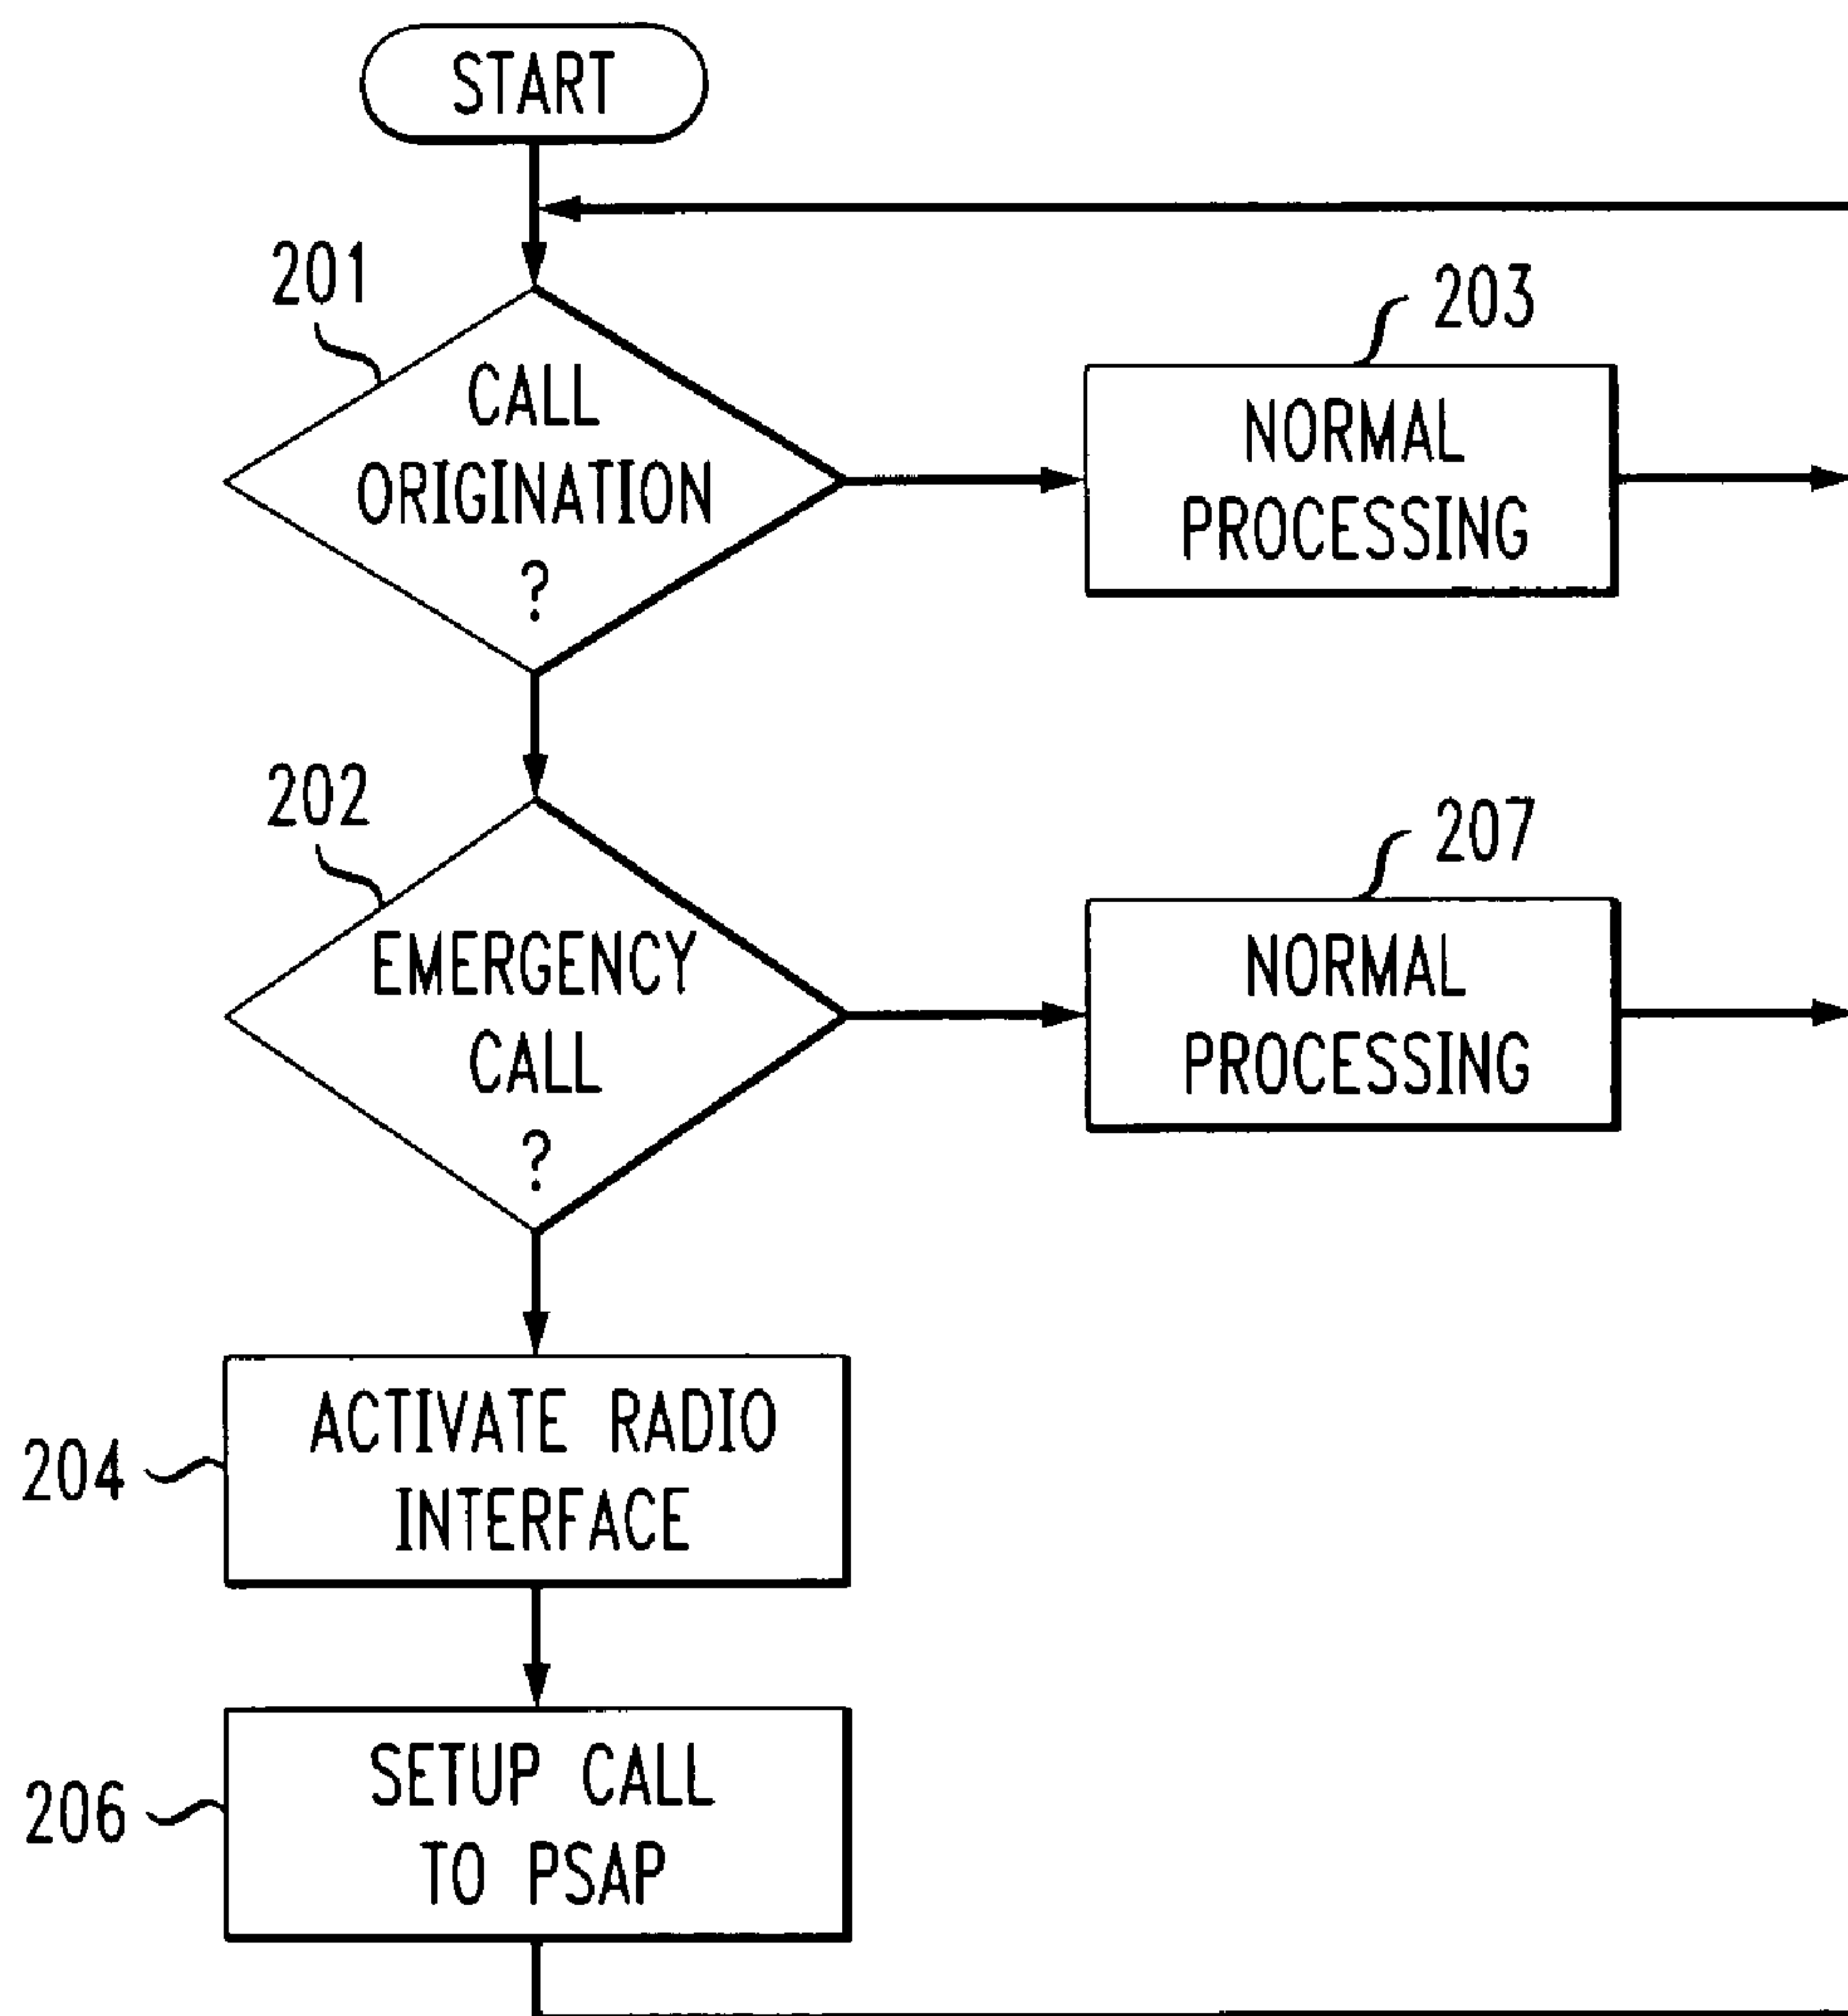 START
201
CALL
ORIGINATION
?
203
NORMAL
PROCESSING
202
EMERGENCY
CALL
?
207
NORMAL
PROCESSING
204
ACTIVATE RADIO
INTERFACE
206
SETUP CALL
TO PSAP